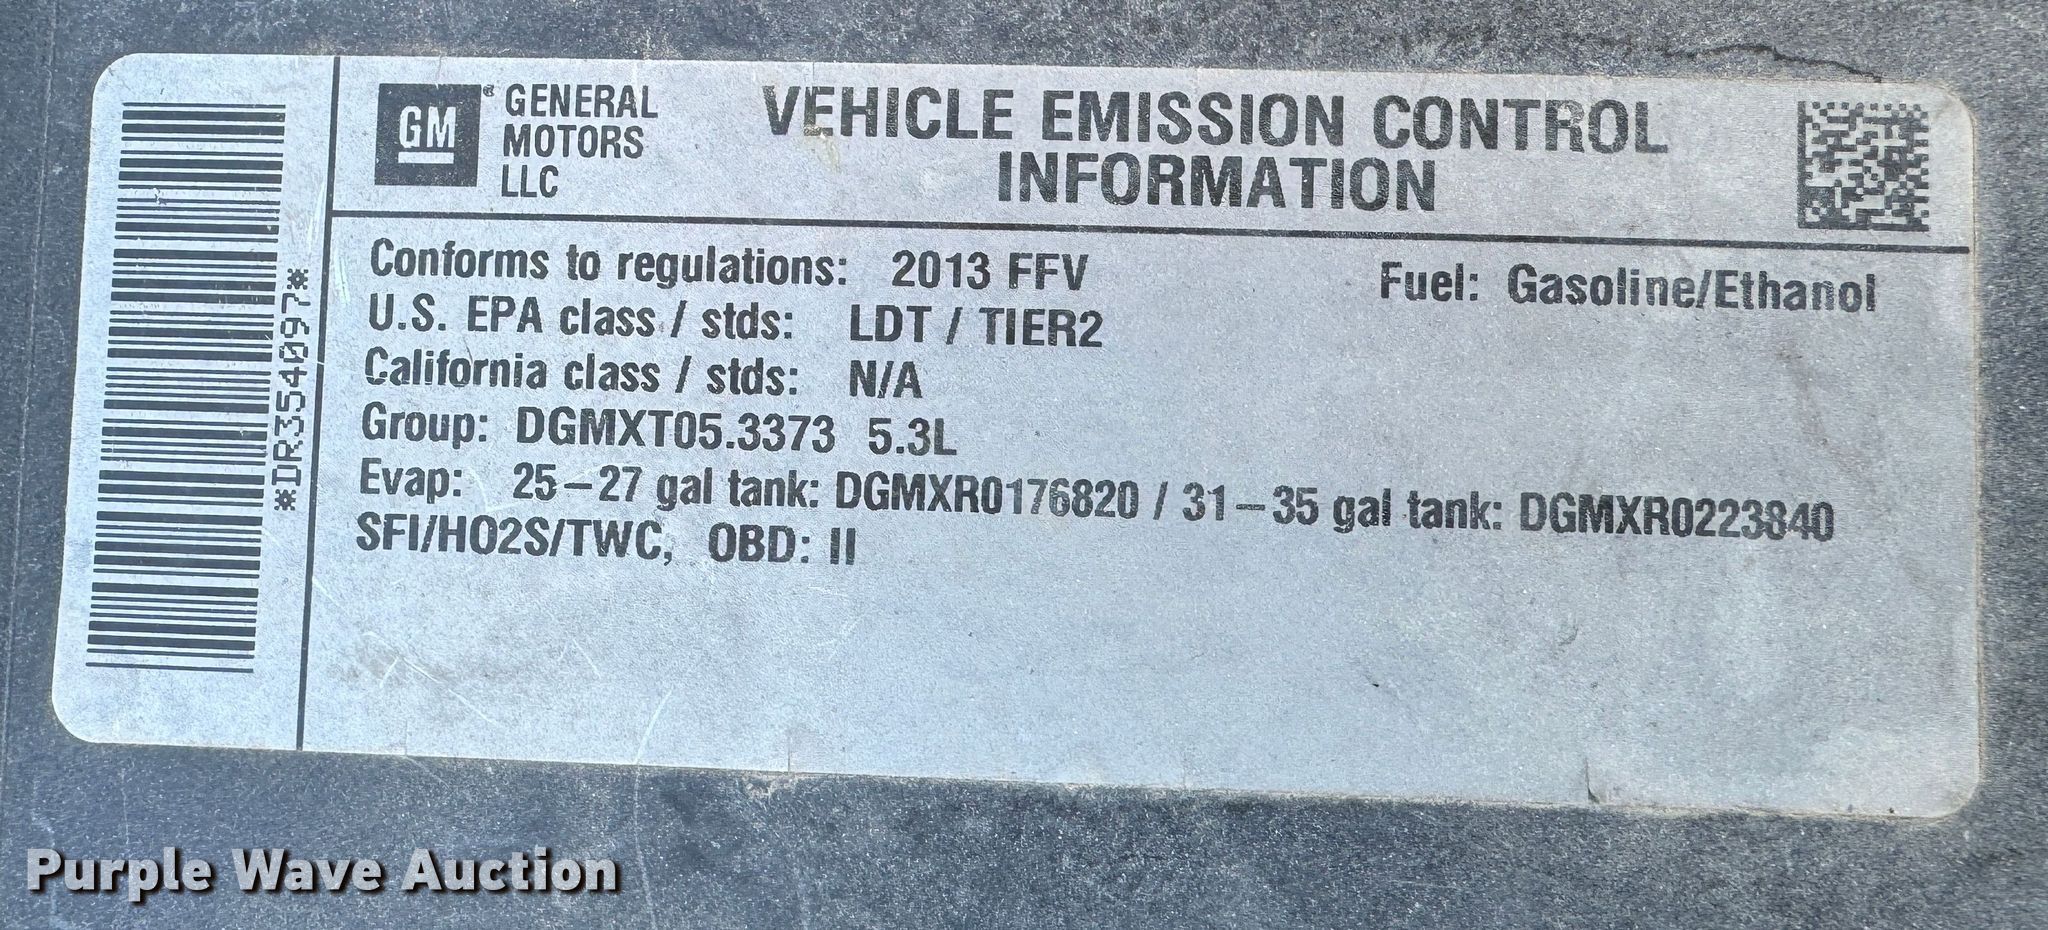 *DR354097*
GM
GENERAL
MOTORS
LLC
VEHICLE EMISSION CONTROL
INFORMATION
Conforms to regulations: 2013 FFV Fuel: Gasoline/Ethanol
U.S. EPA class / stds: LDT / TIER2
California class / stds: N/A
Group: DGMXT05.3373 5.3L
Evap: 25–27 gal tank: DGMXR0176820 / 31–35 gal tank: DGMXR0223840
SFI/HO2S/TWC, OBD: II
Purple Wave Auction